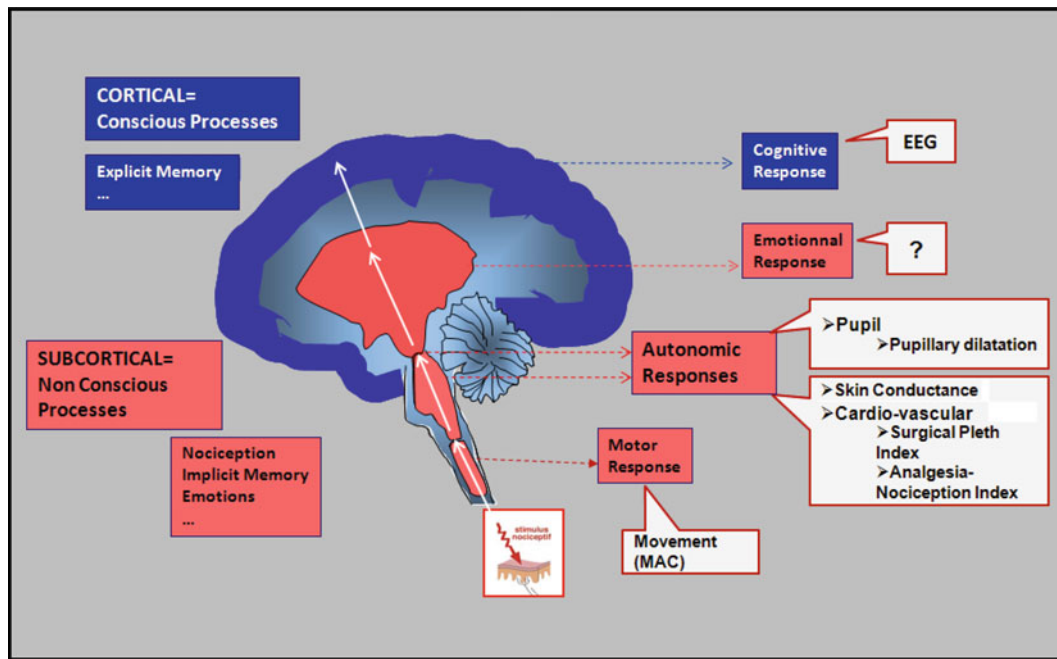 CORTICAL=
Conscious Processes
Explicit Memory
...
Cognitive
Response
EEG
Emotionnal
Response
?
SUBCORTICAL=
Non Conscious
Processes
Nociception
Implicit Memory
Emotions
...
Autonomic
Responses
➢Pupil
➢Pupillary dilatation
➢Skin Conductance
➢Cardio-vascular
➢Surgical Pleth
Index
➢Analgesia-
Nociception Index
Motor
Response
Movement
(MAC)
stimulus
nociceptif